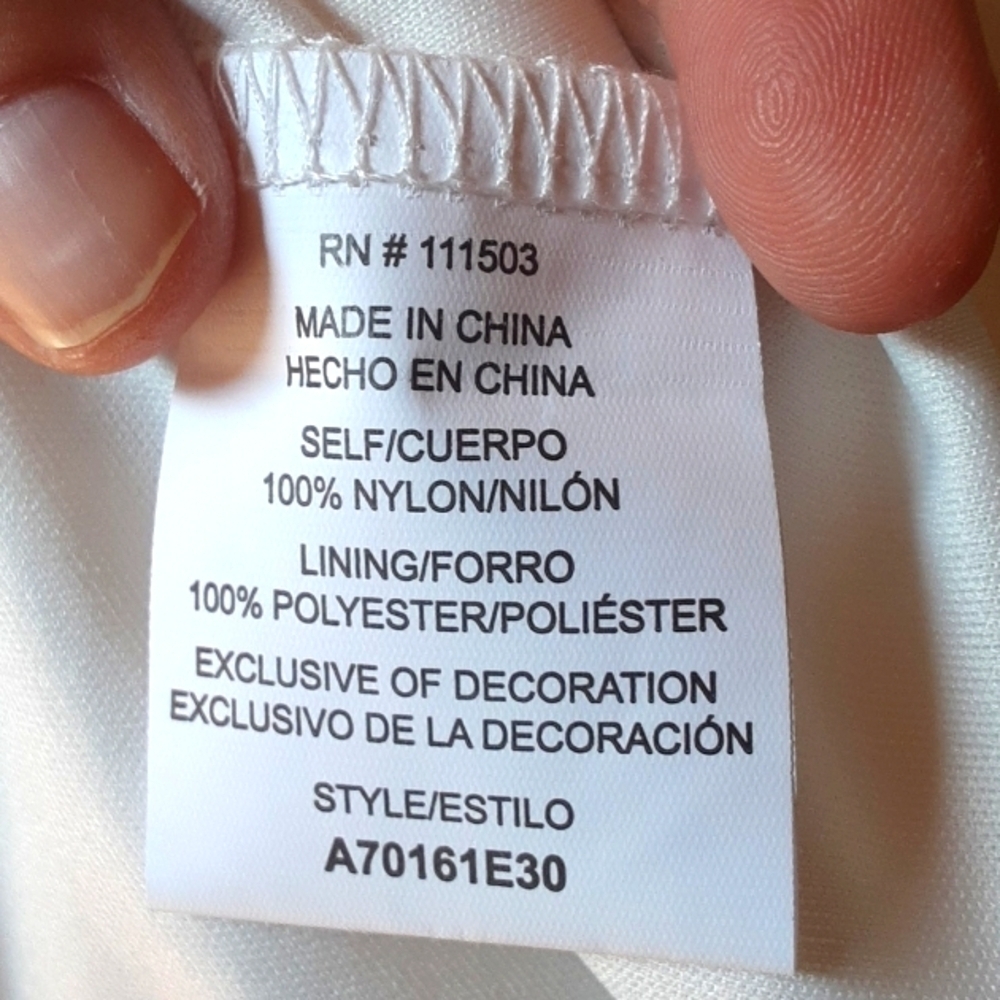 RN # 111503
MADE IN CHINA
HECHO EN CHINA
SELF/CUERPO
100% NYLON/NILÓN
LINING/FORRO
100% POLYESTER/POLIÉSTER
EXCLUSIVE OF DECORATION
EXCLUSIVO DE LA DECORACIÓN
STYLE/ESTILO
A70161E30